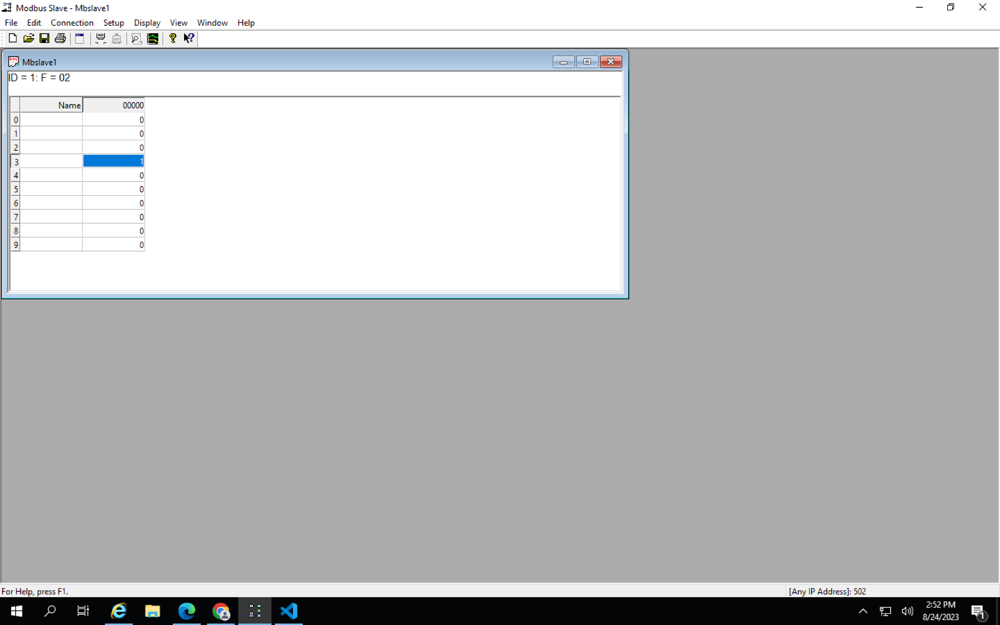 Modbus Slave - Mbslave1
File Edit Connection Setup Display View Window Help
Mbslave1
ID = 1: F = 02
Name 00000
0 0
1 0
2 0
3 1
4 0
5 0
6 0
7 0
8 0
9 0
For Help, press F1.
[Any IP Address]: 502
2:52 PM
8/24/2023
1